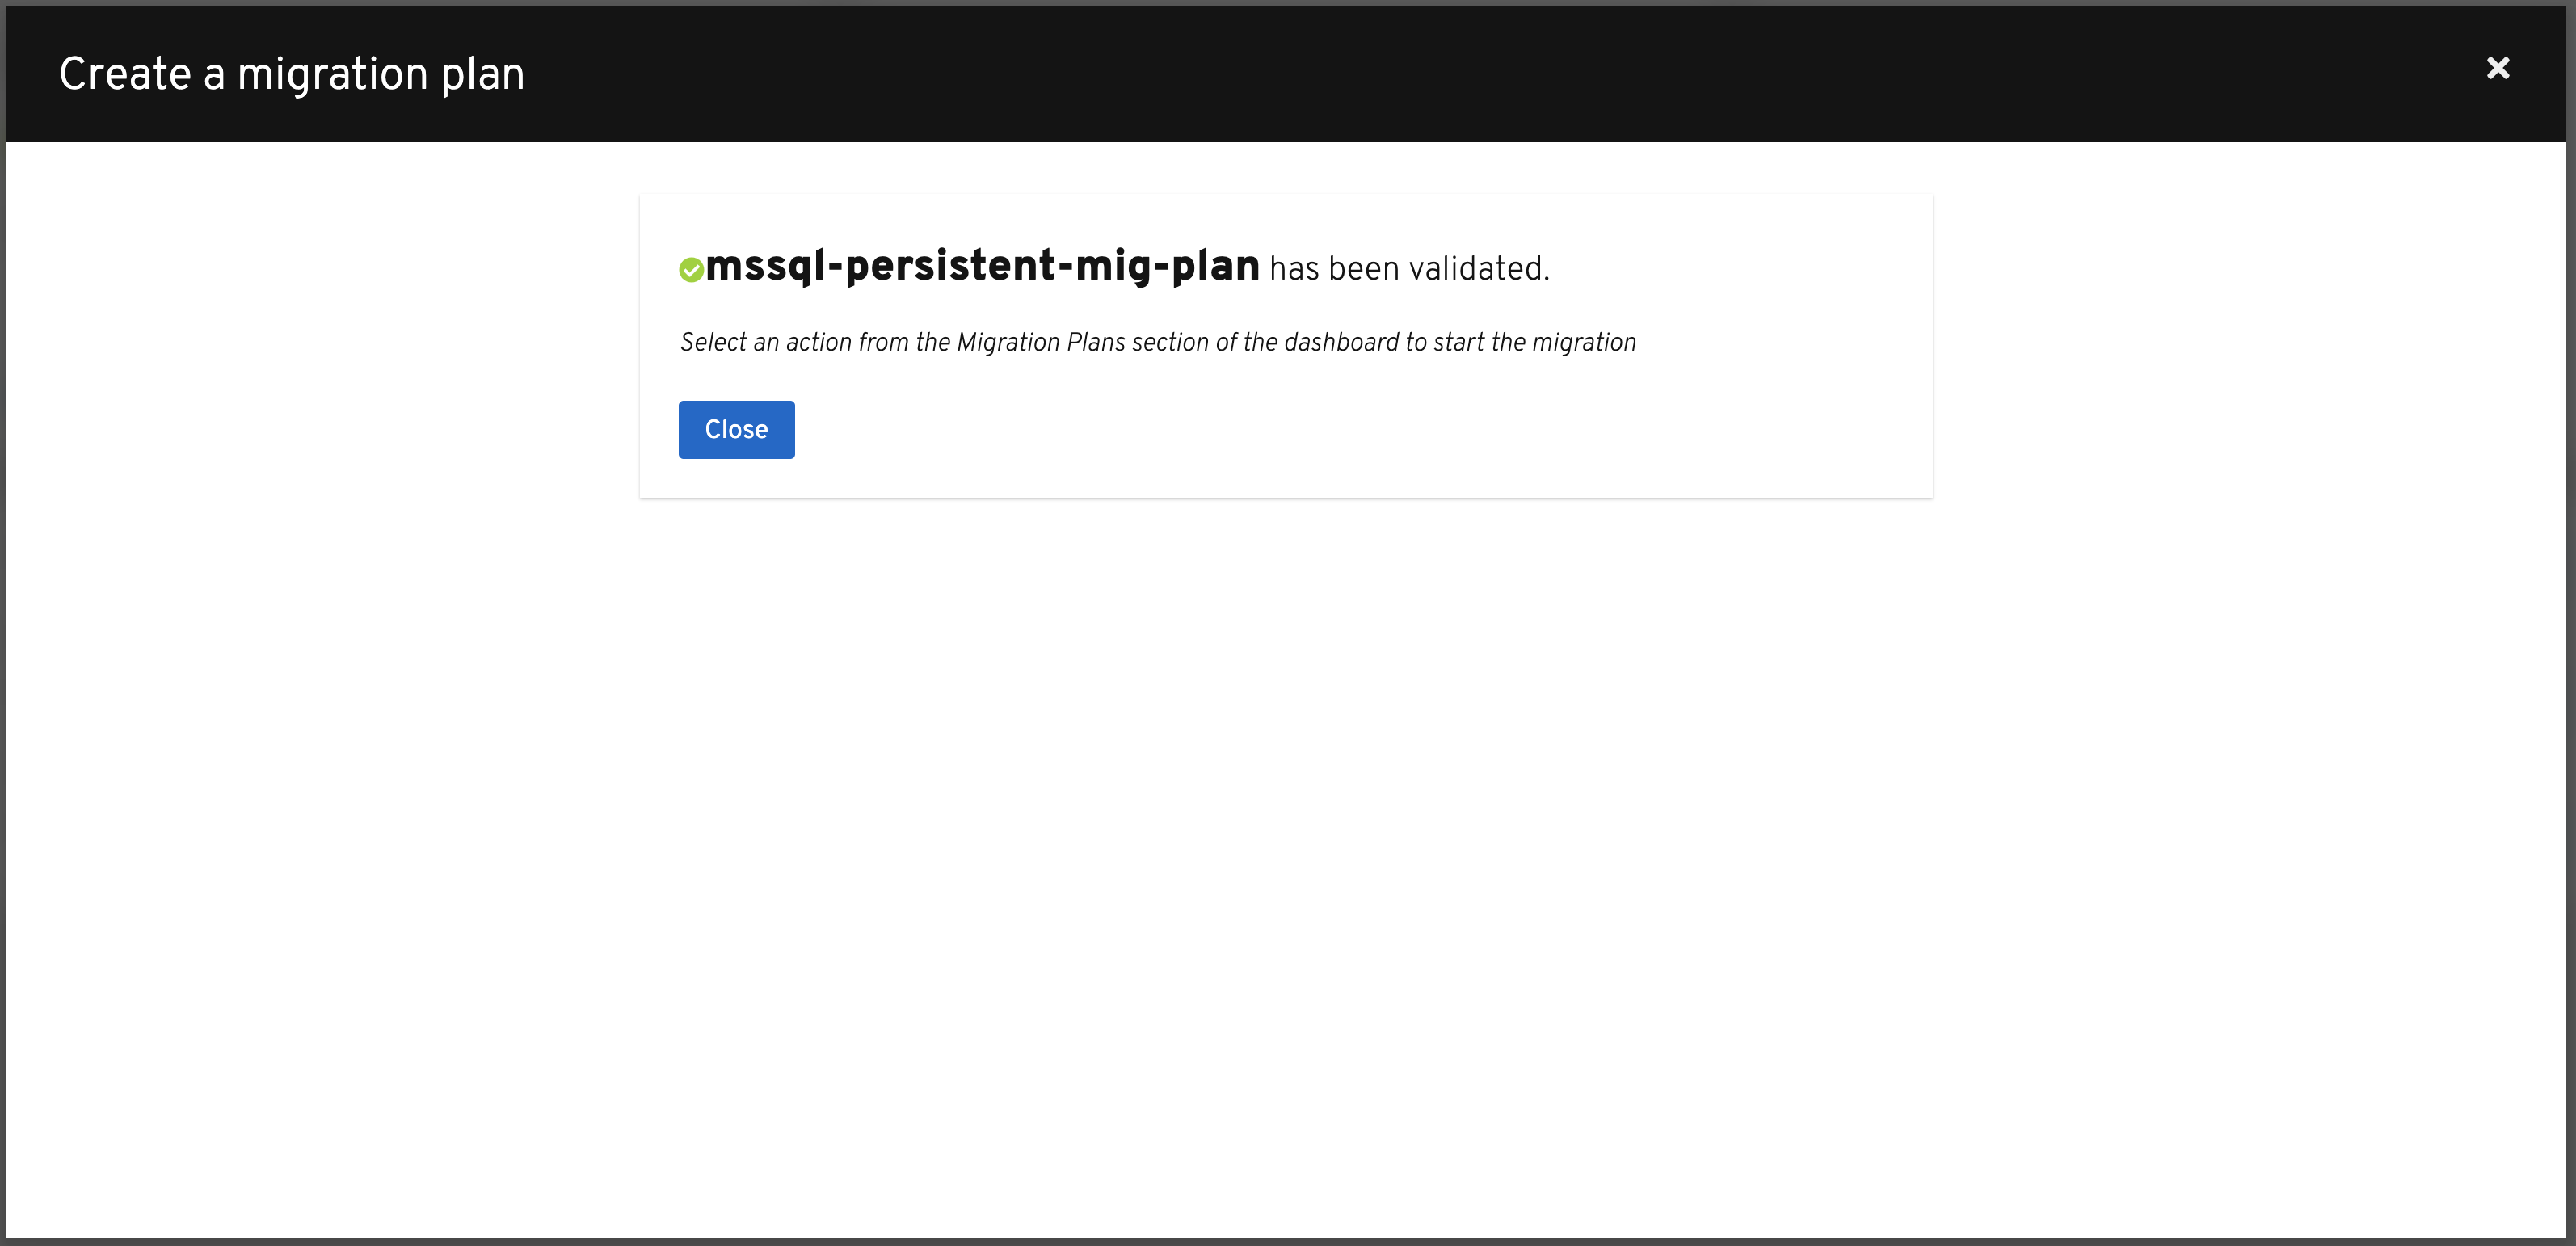 Create a migration plan
mssql-persistent-mig-plan has been validated.
Select an action from the Migration Plans section of the dashboard to start the migration
Close